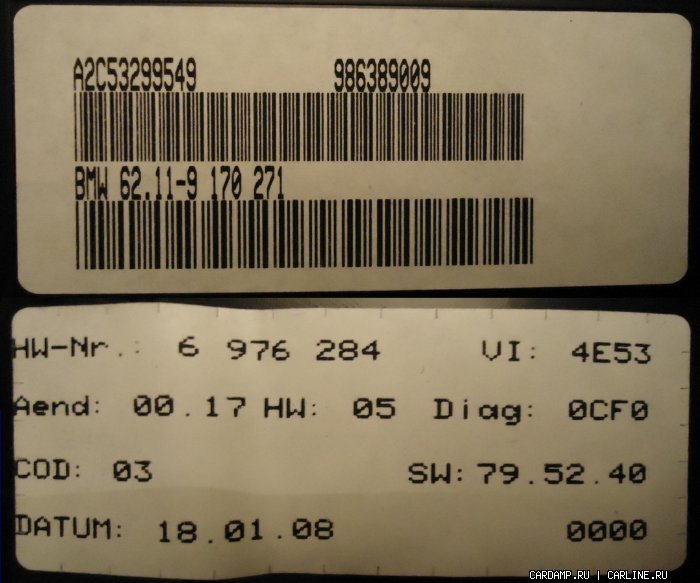 A2C53299549 986389009
BMW 62.11-9 170 271
HW-Nr.: 6 976 284 VI: 4E53
Aend: 00.17 HW: 05 Diag: 0CF0
COD: 03 SW: 79.52.40
DATUM: 18.01.08 0000
CARDAMP.RU | CARLINE.RU